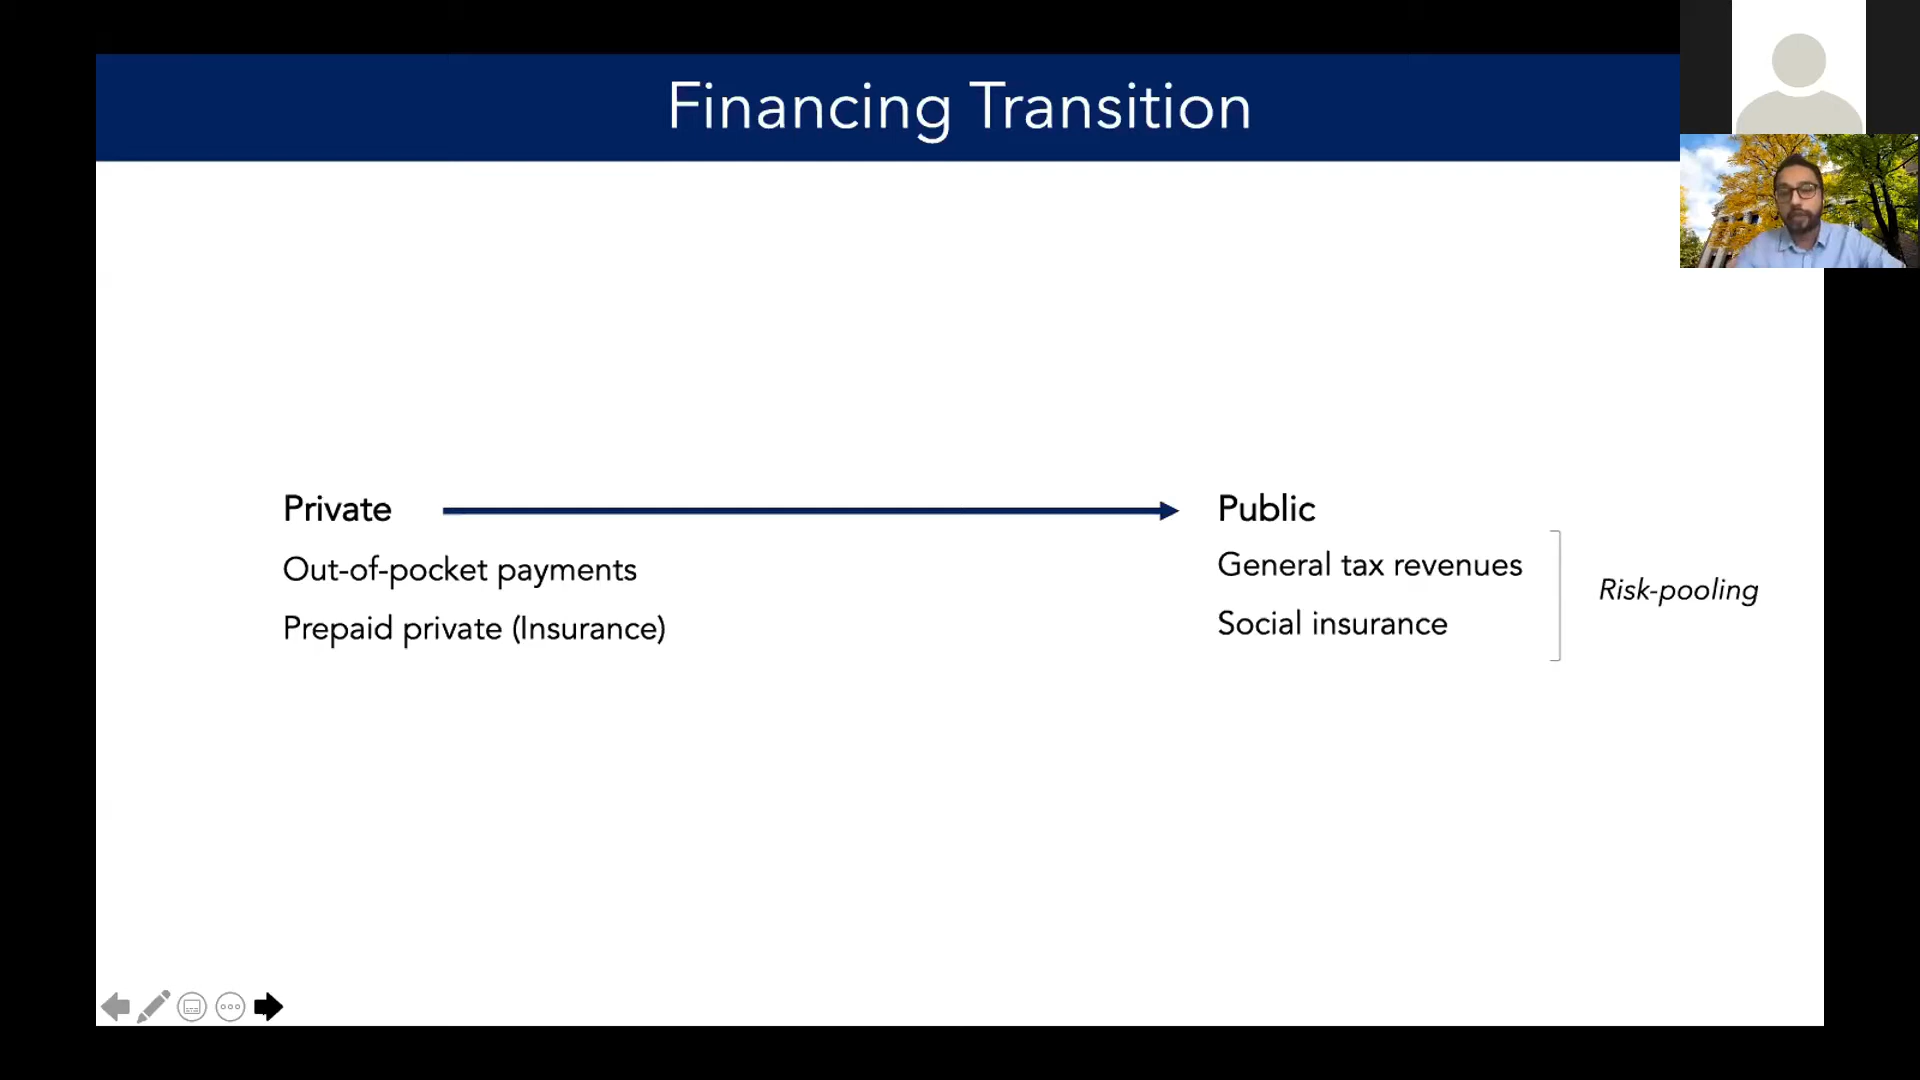 Financing Transition
Private
Out-of-pocket payments
Prepaid private (Insurance)
Public
General tax revenues
Social insurance
Risk-pooling